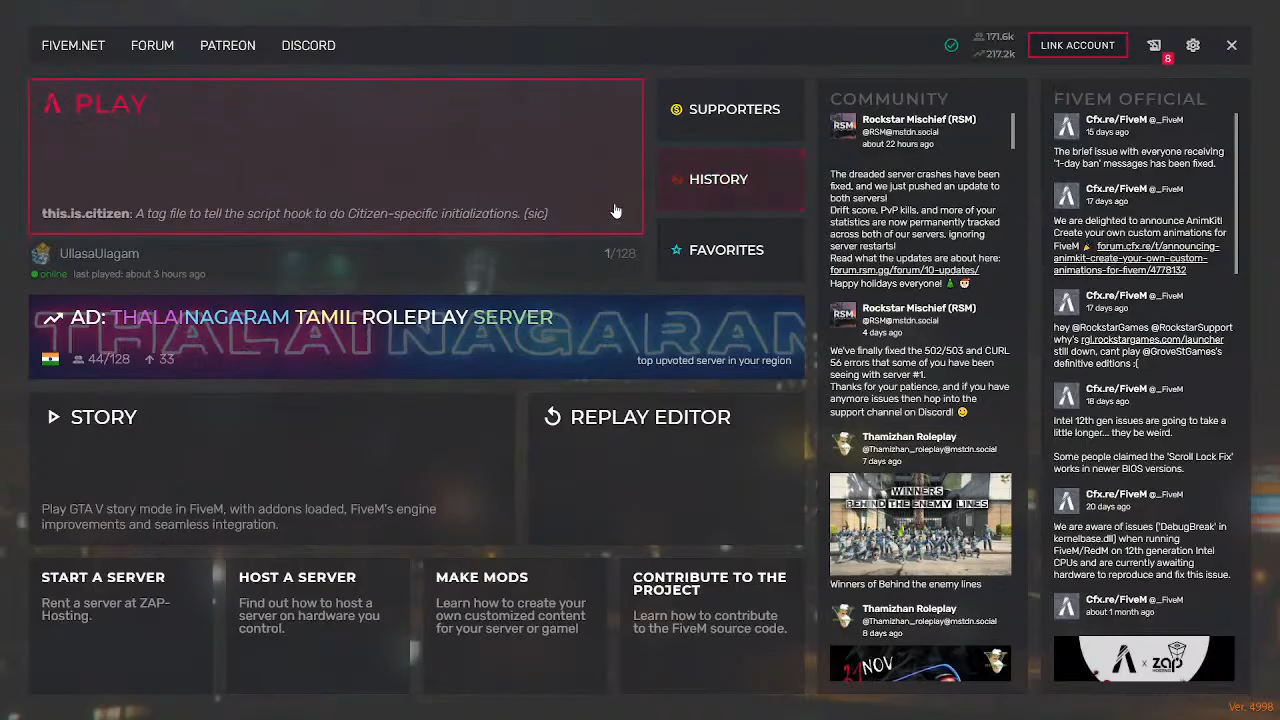 FIVEM.NET FORUM PATREON DISCORD
171.6k
217.2k
LINK ACCOUNT
8
PLAY
this.is.citizen: A tag file to tell the script hook to do Citizen-specific initializations. (sic)
UllasaUlagam
1/128
online last played: about 3 hours ago
SUPPORTERS
HISTORY
FAVORITES
AD: THALAINAGARAM TAMIL ROLEPLAY SERVER
THALAINAGARAM
44/128 33
top upvoted server in your region
STORY
Play GTA V story mode in FiveM, with addons loaded, FiveM's engine
improvements and seamless integration.
REPLAY EDITOR
START A SERVER
Rent a server at ZAP-
Hosting.
HOST A SERVER
Find out how to host a
server on hardware you
control.
MAKE MODS
Learn how to create your
own customized content
for your server or game!
CONTRIBUTE TO THE
PROJECT
Learn how to contribute
to the FiveM source code.
COMMUNITY
RSM
Rockstar Mischief (RSM)
@RSM@mstdn.social
about 22 hours ago
The dreaded server crashes have been
fixed, and we just pushed an update to
both servers!
Drift score, PvP kills, and more of your
statistics are now permanently tracked
across both of our servers, ignoring
server restarts!
Read what the updates are about here:
forum.rsm.gg/forum/10-updates/
Happy holidays everyone! 🎄 🎅
RSM
Rockstar Mischief (RSM)
@RSM@mstdn.social
4 days ago
We've finally fixed the 502/503 and CURL
56 errors that some of you have been
seeing with server #1.
Thanks for your patience, and if you have
anymore issues then hop into the
support channel on Discord! 😀
Thamizhan Roleplay
@Thamizhan_roleplay@mstdn.social
7 days ago
WINNERS
BEHIND THE ENEMY LINES
Winners of Behind the enemy lines
Thamizhan Roleplay
@Thamizhan_roleplay@mstdn.social
8 days ago
21 NOV
FIVEM OFFICIAL
Cfx.re/FiveM @_FiveM
15 days ago
The brief issue with everyone receiving
'1-day ban' messages has been fixed.
Cfx.re/FiveM @_FiveM
17 days ago
We are delighted to announce AnimKit!
Create your own custom animations for
FiveM 🎉 forum.cfx.re/t/announcing-
animkit-create-your-own-custom-
animations-for-fivem/4778132
Cfx.re/FiveM @_FiveM
17 days ago
hey @RockstarGames @RockstarSupport
why's rgl.rockstargames.com/launcher
still down, cant play @GroveStGames's
definitive editions :(
Cfx.re/FiveM @_FiveM
18 days ago
Intel 12th gen issues are going to take a
little longer... they be weird.
Some people claimed the 'Scroll Lock Fix'
works in newer BIOS versions.
Cfx.re/FiveM @_FiveM
20 days ago
We are aware of issues ['DebugBreak' in
kernelbase.dll] when running
FiveM/RedM on 12th generation Intel
CPUs and are currently awaiting
hardware to reproduce and fix this issue.
Cfx.re/FiveM @_FiveM
about 1 month ago
x ZAP
HOSTING
Ver. 4998